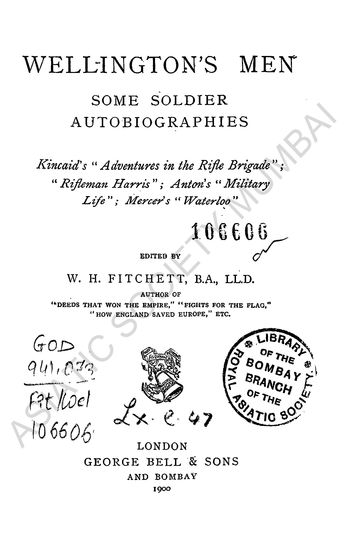 WELLINGTON'S MEN
SOME SOLDIER
AUTOBIOGRAPHIES
Kincaid's "Adventures in the Rifle Brigade";
"Rifleman Harris"; Anton's "Military
Life"; Mercer's "Waterloo"
106606
EDITED BY
W. H. FITCHETT, B.A., LL.D.
AUTHOR OF
"DEEDS THAT WON THE EMPIRE," "FIGHTS FOR THE FLAG,"
"HOW ENGLAND SAVED EUROPE," ETC.
GOD
941.073
Fit/Wel
106606
LIBRARY
OF THE
BOMBAY
BRANCH
OF THE
ROYAL ASIATIC SOCIETY
LONDON
GEORGE BELL & SONS
AND BOMBAY
1900
ASIATIC SOCIETY MUMBAI